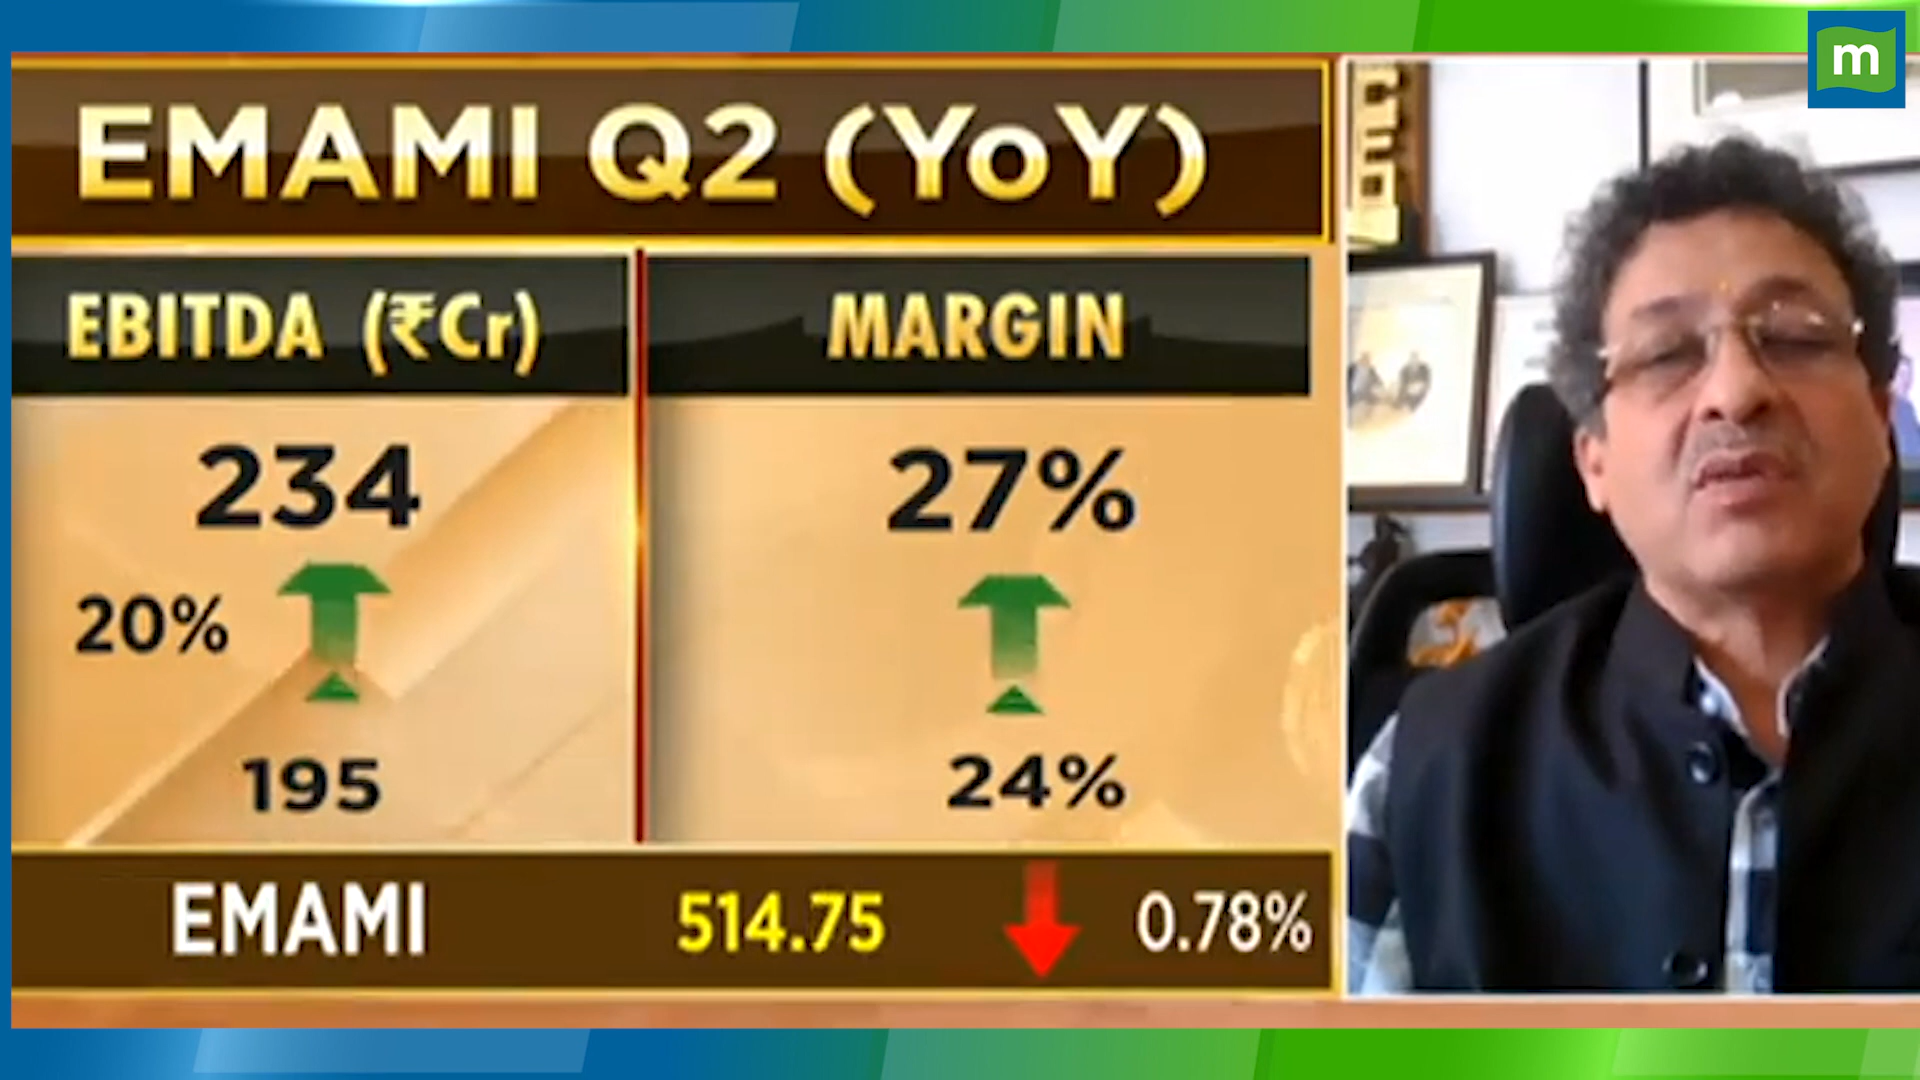 m
EMAMI Q2 (YoY)
EBITDA (₹Cr)
MARGIN
234
27%
20%
195
24%
EMAMI 514.75 0.78%